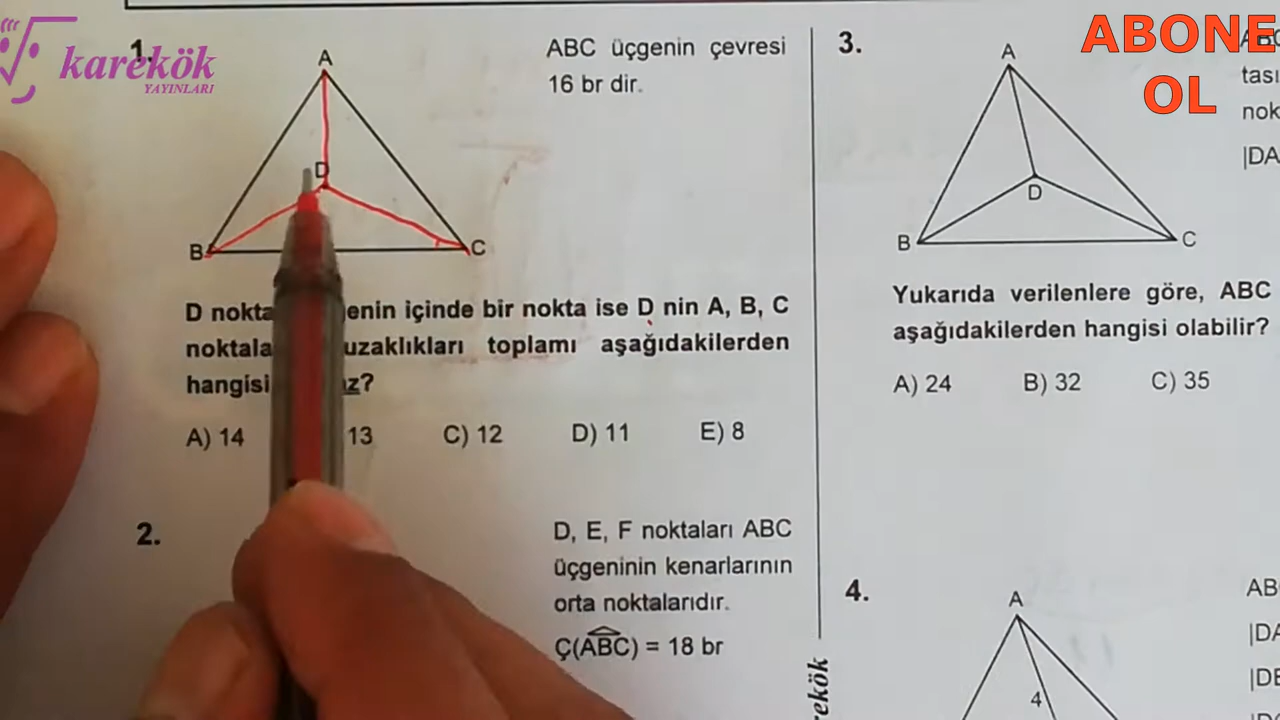 karekök
YAYINLARI
ABONE
OL
1.
A
D
B
C
ABC üçgenin çevresi
16 br dir.
D nokta enin içinde bir nokta ise D nin A, B, C
noktala uzaklıkları toplamı aşağıdakilerden
hangisi z?
A) 14 13 C) 12 D) 11 E) 8
2.
D, E, F noktaları ABC
üçgeninin kenarlarının
orta noktalarıdır.
Ç(ABC) = 18 br
3.
A
D
B
C
tası
nok
|DA
Yukarıda verilenlere göre, ABC
aşağıdakilerden hangisi olabilir?
A) 24 B) 32 C) 35
4.
A
4
AB
|DA
|DE
rekök